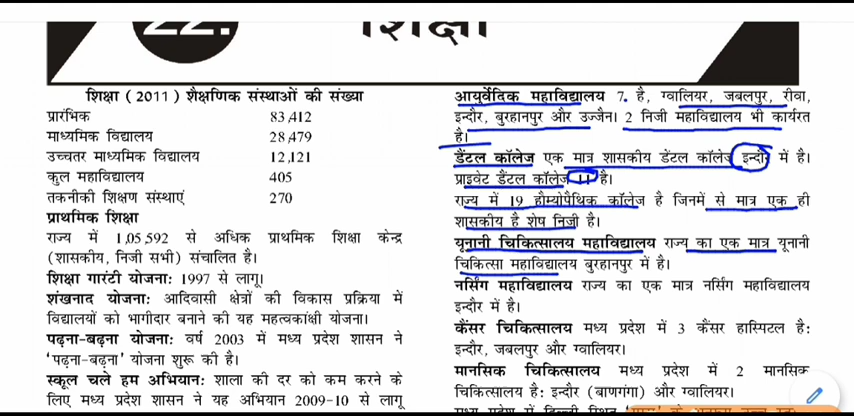 22.
शिक्षा
शिक्षा ( 2011 ) शैक्षणिक संस्थाओं की संख्या
प्रारंभिक 83,412
माध्यमिक विद्यालय 28,479
उच्चतर माध्यमिक विद्यालय 12,121
कुल महाविद्यालय 405
तकनीकी शिक्षण संस्थाएं 270
प्राथमिक शिक्षा
राज्य में 1,05,592 से अधिक प्राथमिक शिक्षा केन्द्र
(शासकीय, निजी सभी) संचालित है।
शिक्षा गारंटी योजना: 1997 से लागू।
शंखनाद योजना: आदिवासी क्षेत्रों की विकास प्रक्रिया में
विद्यालयों को भागीदार बनाने की यह महत्वकांक्षी योजना।
पढ़ना-बढ़ना योजना: वर्ष 2003 में मध्य प्रदेश शासन ने
'पढ़ना-बढ़ना' योजना शुरू की है।
स्कूल चले हम अभियान: शाला की दर को कम करने के
लिए मध्य प्रदेश शासन ने यह अभियान 2009-10 से लागू
आयुर्वेदिक महाविद्यालय 7. है, ग्वालियर, जबलपुर, रीवा,
इन्दौर, बुरहानपुर और उज्जैन। 2 निजी महाविद्यालय भी कार्यरत
है।
डैंटल कॉलेज एक मात्र शासकीय डेंटल कॉलेज इन्दौर में है।
प्राइवेट डैंटल कॉलेज 11 है।
राज्य में 19 हौम्योपैथिक कॉलेज है जिनमें से मात्र एक ही
शासकीय है शेष निजी है।
यूनानी चिकित्सालय महाविद्यालय राज्य का एक मात्र यूनानी
चिकित्सा महाविद्यालय बुरहानपुर में है।
नर्सिंग महाविद्यालय राज्य का एक मात्र नर्सिंग महाविद्यालय
इन्दौर में है।
कैंसर चिकित्सालय मध्य प्रदेश में 3 कैंसर हास्पिटल है:
इन्दौर, जबलपुर और ग्वालियर।
मानसिक चिकित्सालय मध्य प्रदेश में 2 मानसिक
चिकित्सालय है: इन्दौर (बाणगंगा) और ग्वालियर।